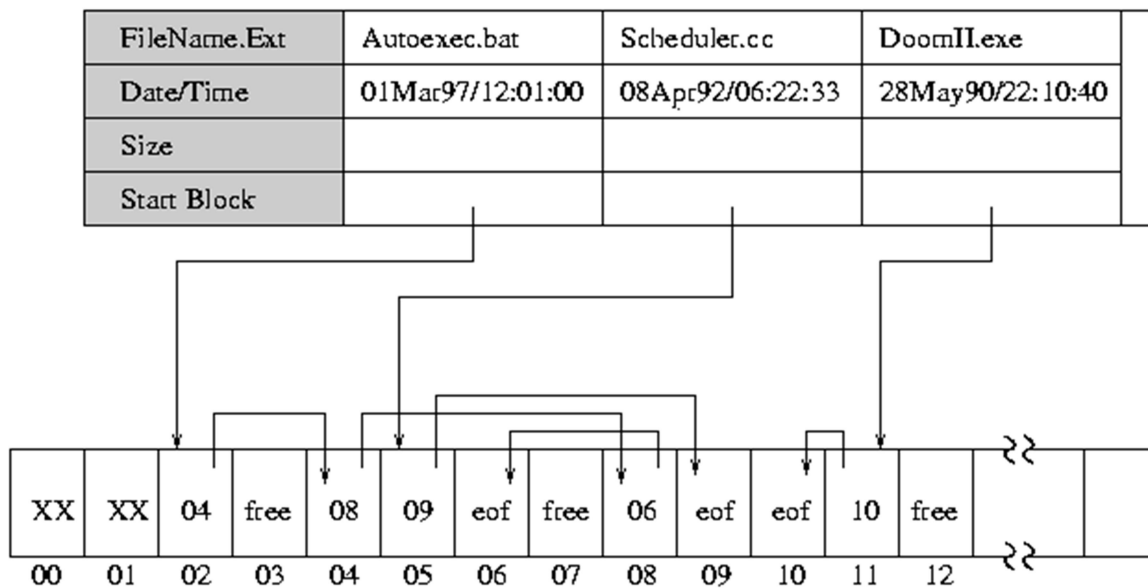 FileName.Ext Autoexec.bat Scheduler.cc DoomII.exe
Date/Time 01Mar97/12:01:00 08Apr92/06:22:33 28May90/22:10:40
Size
Start Block
XX XX 04 free 08 09 eof free 06 eof eof 10 free
00 01 02 03 04 05 06 07 08 09 10 11 12